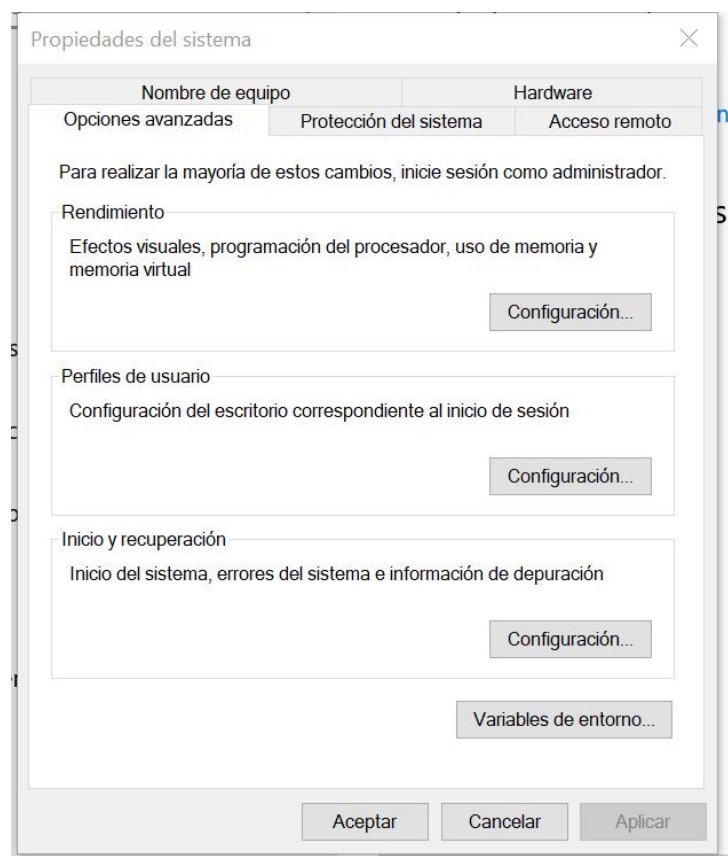 Propiedades del sistema
Nombre de equipo
Hardware
Opciones avanzadas
Protección del sistema
Acceso remoto
Para realizar la mayoría de estos cambios, inicie sesión como administrador.
Rendimiento
Efectos visuales, programación del procesador, uso de memoria y
memoria virtual
Configuración...
Perfiles de usuario
Configuración del escritorio correspondiente al inicio de sesión
Configuración...
Inicio y recuperación
Inicio del sistema, errores del sistema e información de depuración
Configuración...
Variables de entorno...
Aceptar
Cancelar
Aplicar